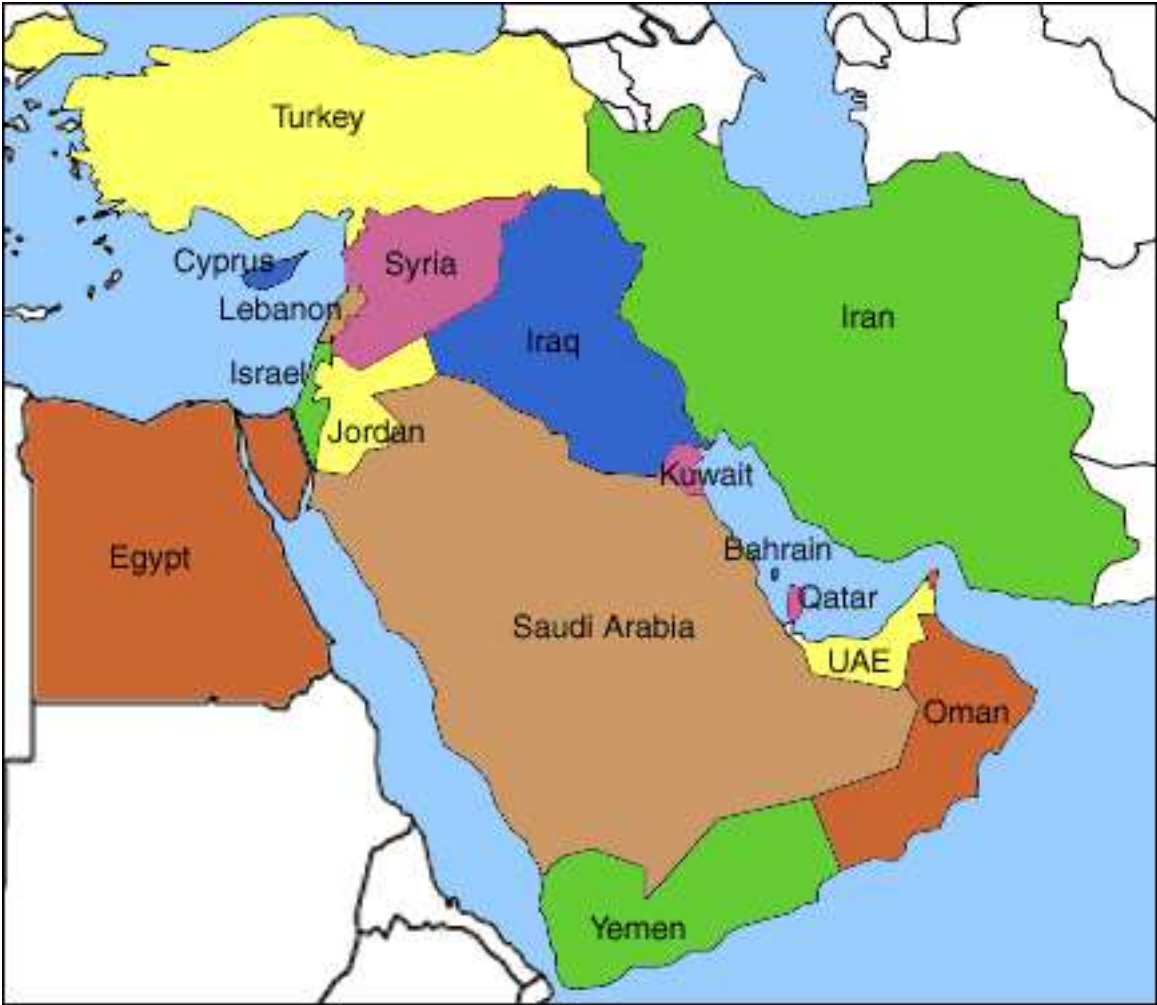 Turkey
Cyprus
Syria
Lebanon
Iran
Iraq
Israel
Jordan
Kuwait
Egypt
Bahrain
Qatar
Saudi Arabia
UAE
Oman
Yemen